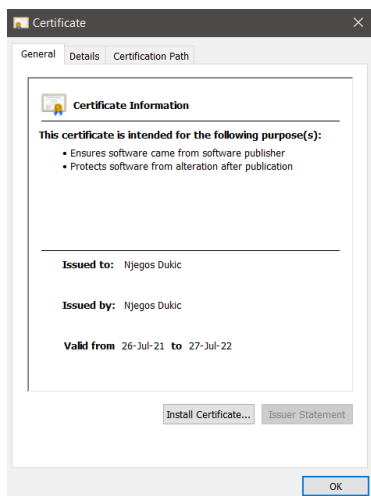 Certificate
General Details Certification Path
Certificate Information
This certificate is intended for the following purpose(s):
• Ensures software came from software publisher
• Protects software from alteration after publication
Issued to: Njegos Dukic
Issued by: Njegos Dukic
Valid from 26-Jul-21 to 27-Jul-22
Install Certificate... Issuer Statement
OK